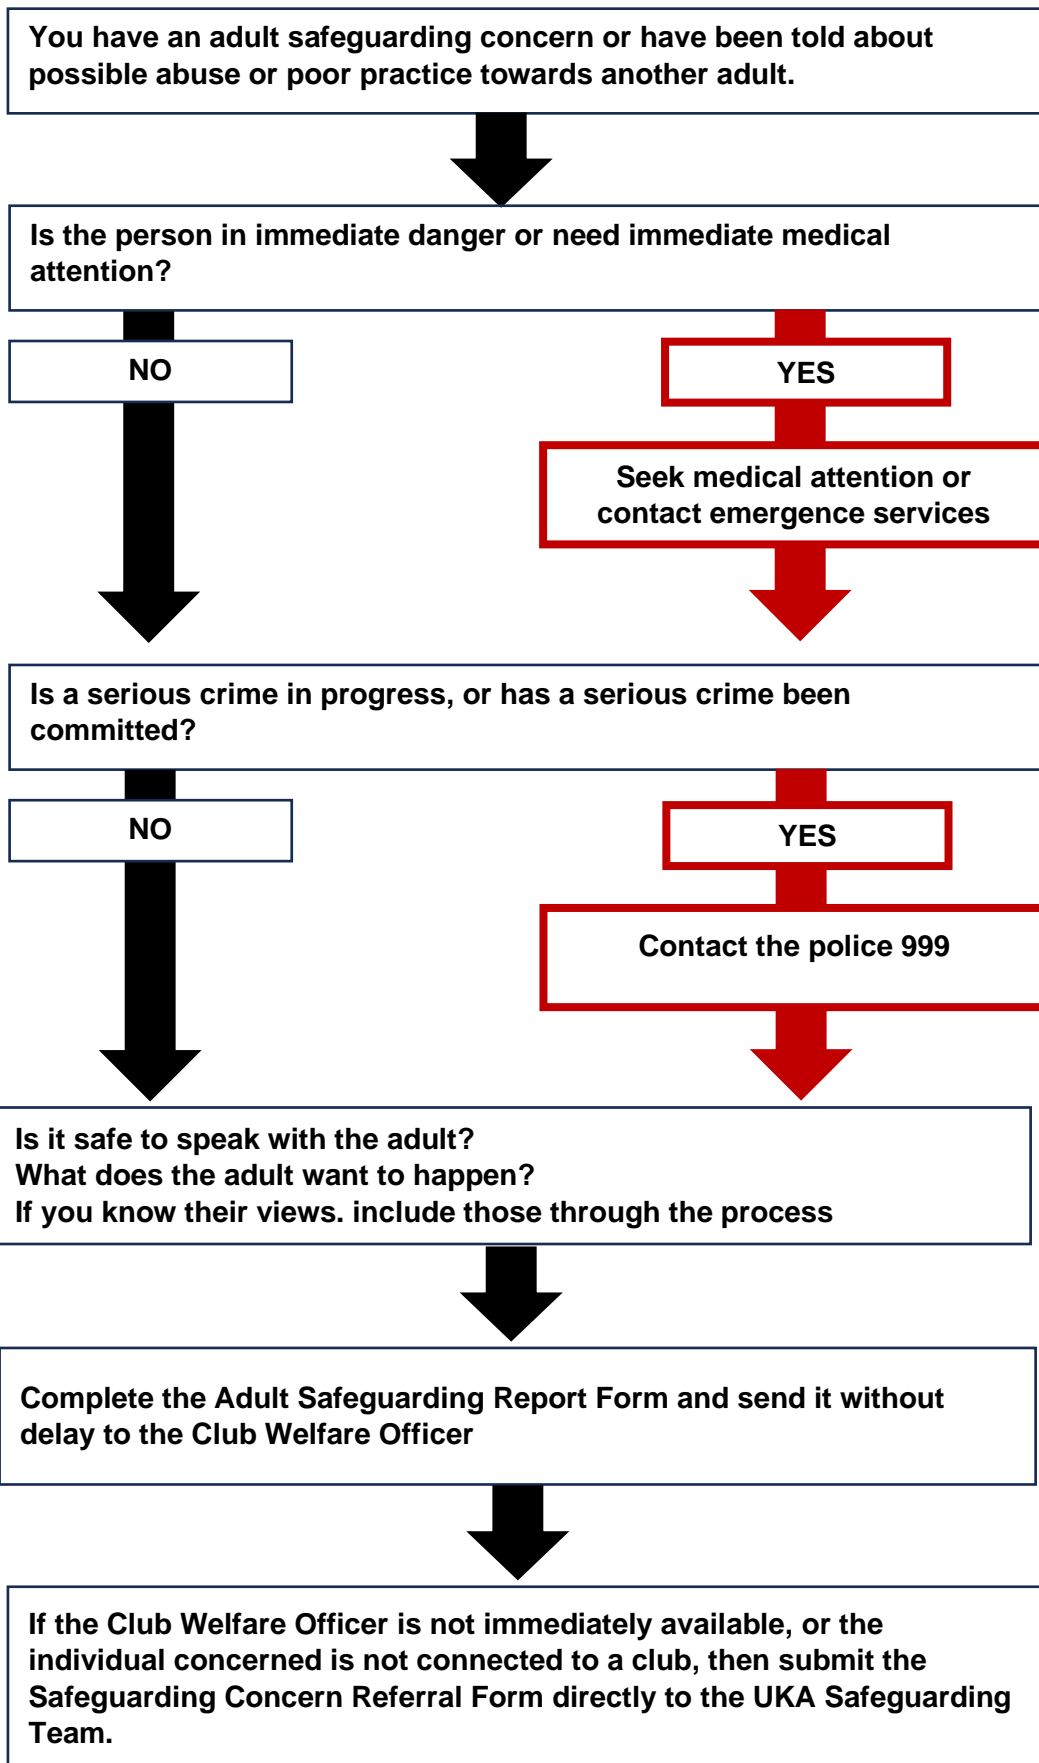 You have an adult safeguarding concern or have been told about
possible abuse or poor practice towards another adult.
Is the person in immediate danger or need immediate medical
attention?
NO
YES
Seek medical attention or
contact emergence services
Is a serious crime in progress, or has a serious crime been
committed?
NO
YES
Contact the police 999
Is it safe to speak with the adult?
What does the adult want to happen?
If you know their views. include those through the process
Complete the Adult Safeguarding Report Form and send it without
delay to the Club Welfare Officer
If the Club Welfare Officer is not immediately available, or the
individual concerned is not connected to a club, then submit the
Safeguarding Concern Referral Form directly to the UKA Safeguarding
Team.